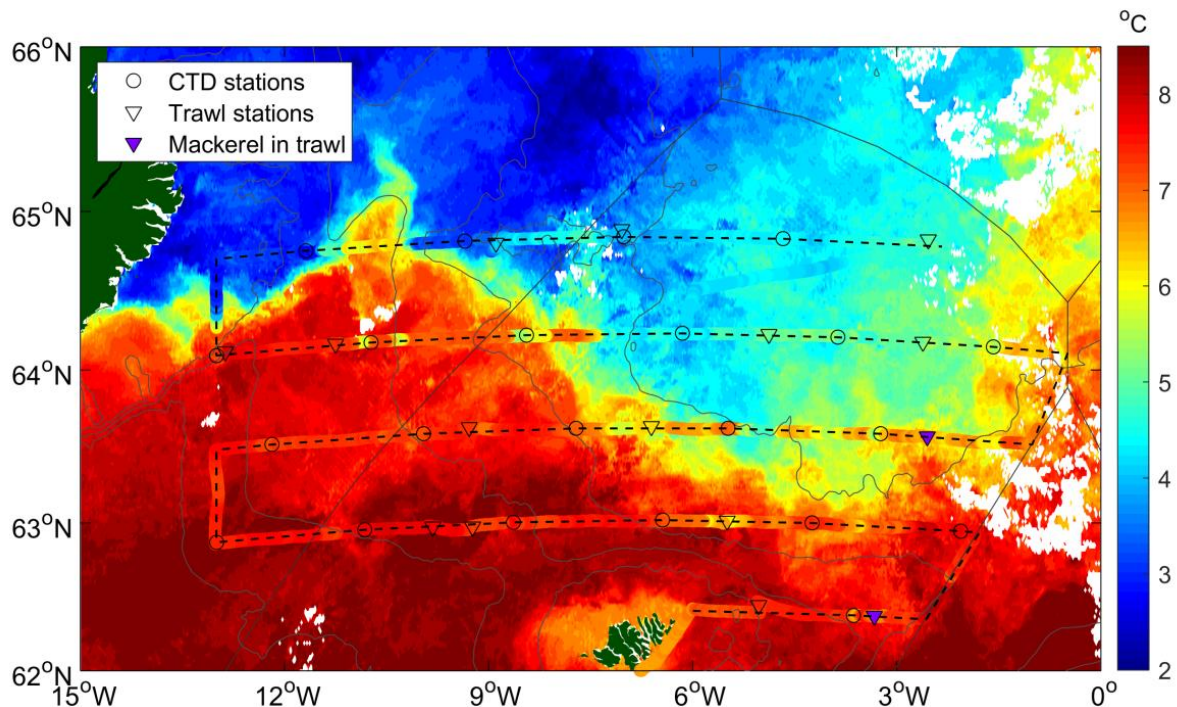 °C
66°N
CTD stations
Trawl stations
Mackerel in trawl
65°N
64°N
63°N
62°N
8
7
6
5
4
3
2
15°W
12°W
9°W
6°W
3°W
0°